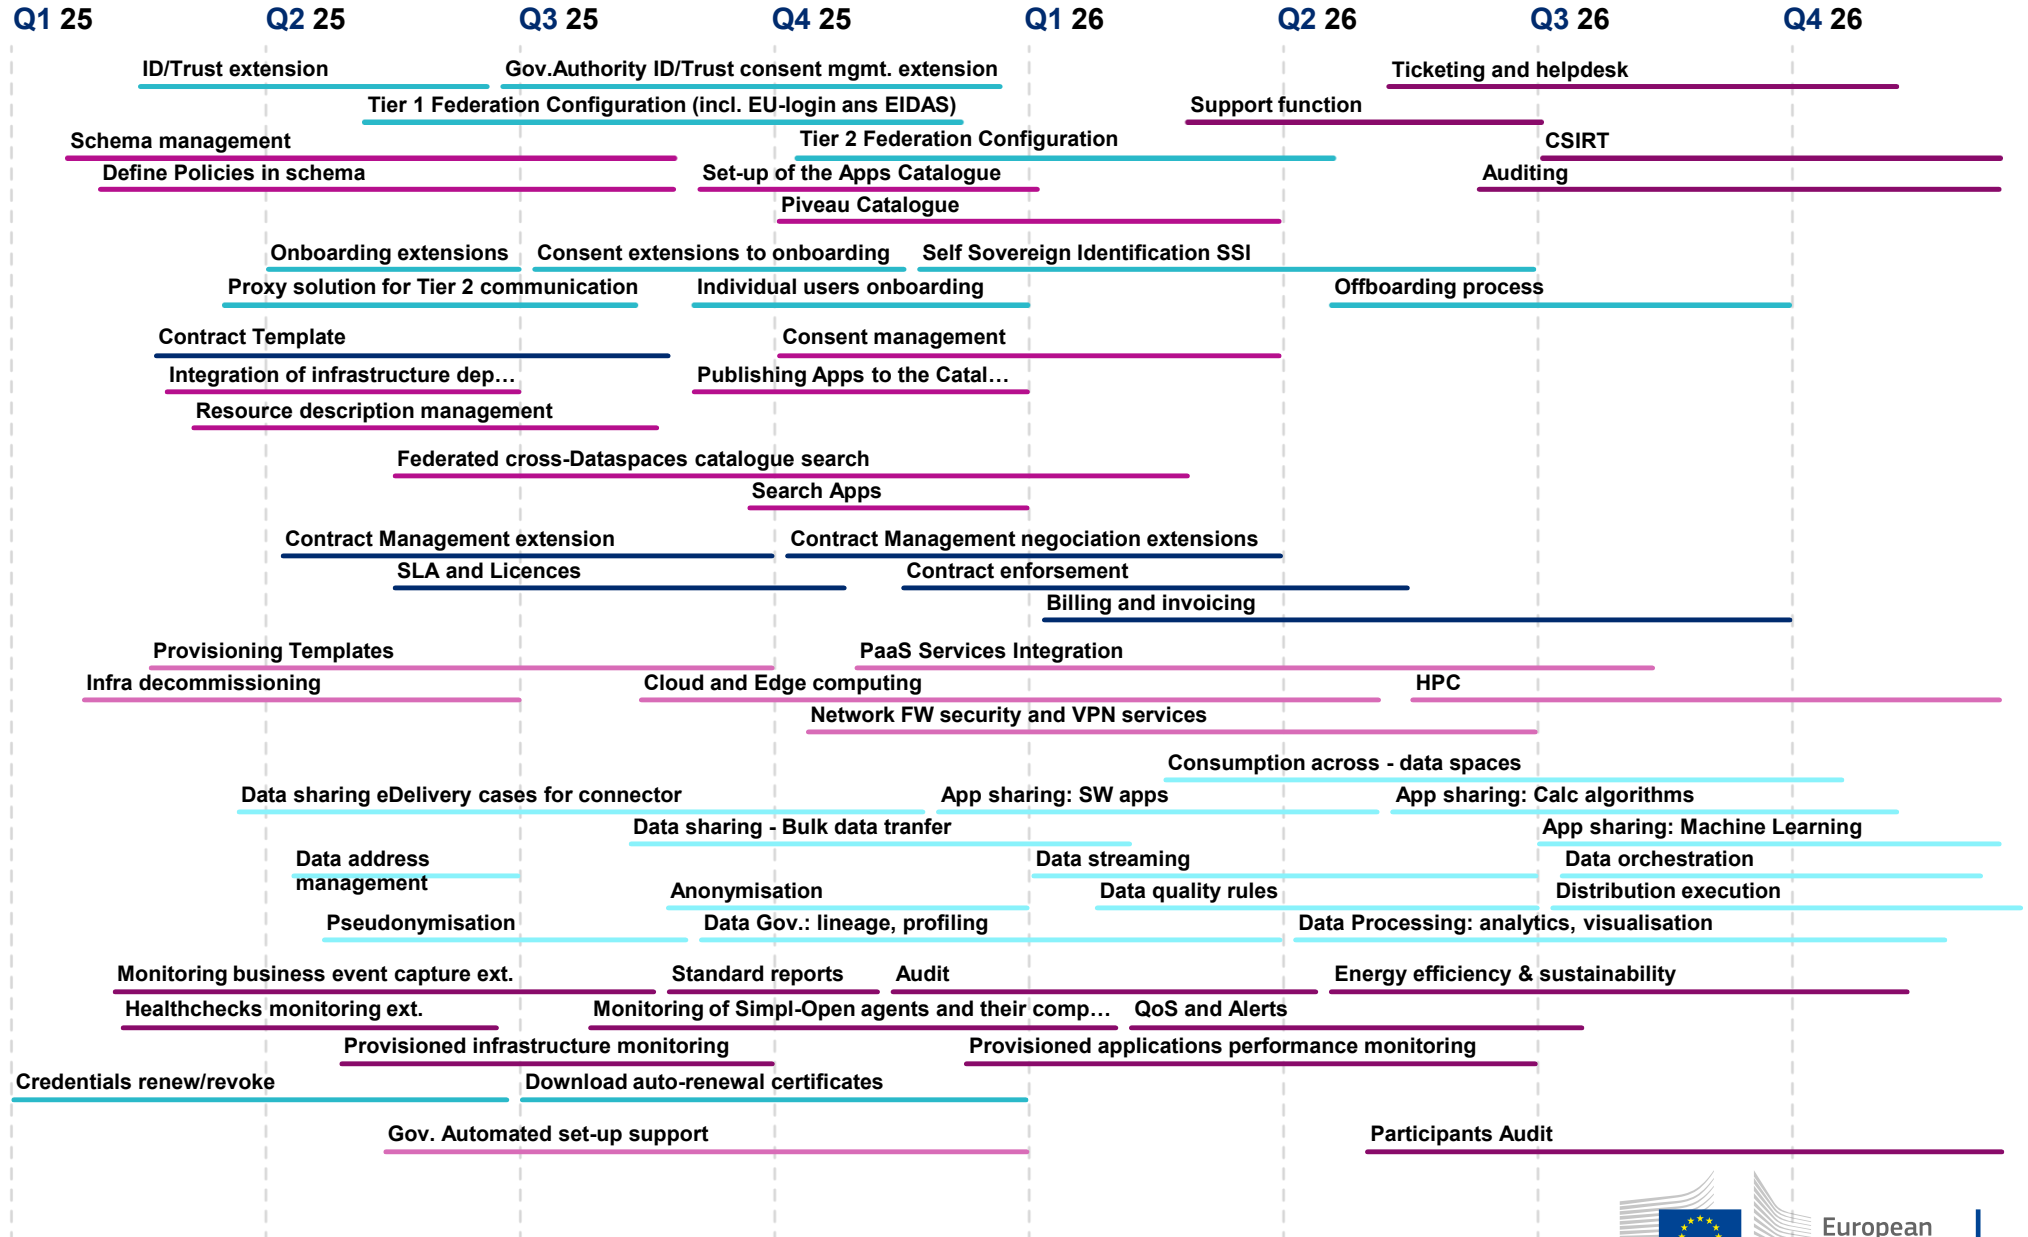 Q1 25 Q2 25 Q3 25 Q4 25 Q1 26 Q2 26 Q3 26 Q4 26
ID/Trust extension Gov.Authority ID/Trust consent mgmt. extension Ticketing and helpdesk
Tier 1 Federation Configuration (incl. EU-login ans EIDAS) Support function
Schema management Tier 2 Federation Configuration CSIRT
Define Policies in schema Set-up of the Apps Catalogue Auditing
Piveau Catalogue
Onboarding extensions Consent extensions to onboarding Self Sovereign Identification SSI
Proxy solution for Tier 2 communication Individual users onboarding Offboarding process
Contract Template Consent management
Integration of infrastructure dep... Publishing Apps to the Catal...
Resource description management
Federated cross-Dataspaces catalogue search
Search Apps
Contract Management extension Contract Management negociation extensions
SLA and Licences Contract enforsement
Billing and invoicing
Provisioning Templates PaaS Services Integration
Infra decommissioning Cloud and Edge computing HPC
Network FW security and VPN services
Consumption across - data spaces
Data sharing eDelivery cases for connector App sharing: SW apps App sharing: Calc algorithms
Data sharing - Bulk data tranfer App sharing: Machine Learning
Data address management Data streaming Data orchestration
Anonymisation Data quality rules Distribution execution
Pseudonymisation Data Gov.: lineage, profiling Data Processing: analytics, visualisation
Monitoring business event capture ext. Standard reports Audit Energy efficiency & sustainability
Healthchecks monitoring ext. Monitoring of Simpl-Open agents and their comp... QoS and Alerts
Provisioned infrastructure monitoring Provisioned applications performance monitoring
Credentials renew/revoke Download auto-renewal certificates
Gov. Automated set-up support Participants Audit
European